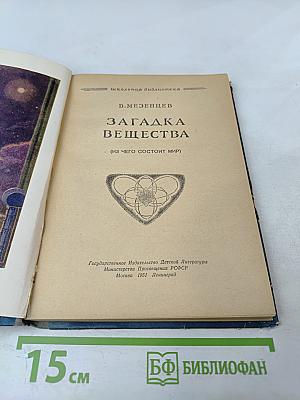 школьная библиотека
В. МЕЗЕНЦЕВ
ЗАГАДКА
ВЕЩЕСТВА
(ИЗ ЧЕГО СОСТОИТ МИР)
Государственное Издательство Детской Литературы
Министерства Просвещения РСФСР
Москва 1951 Ленинград
15 см
БФ БИБЛИОФАН